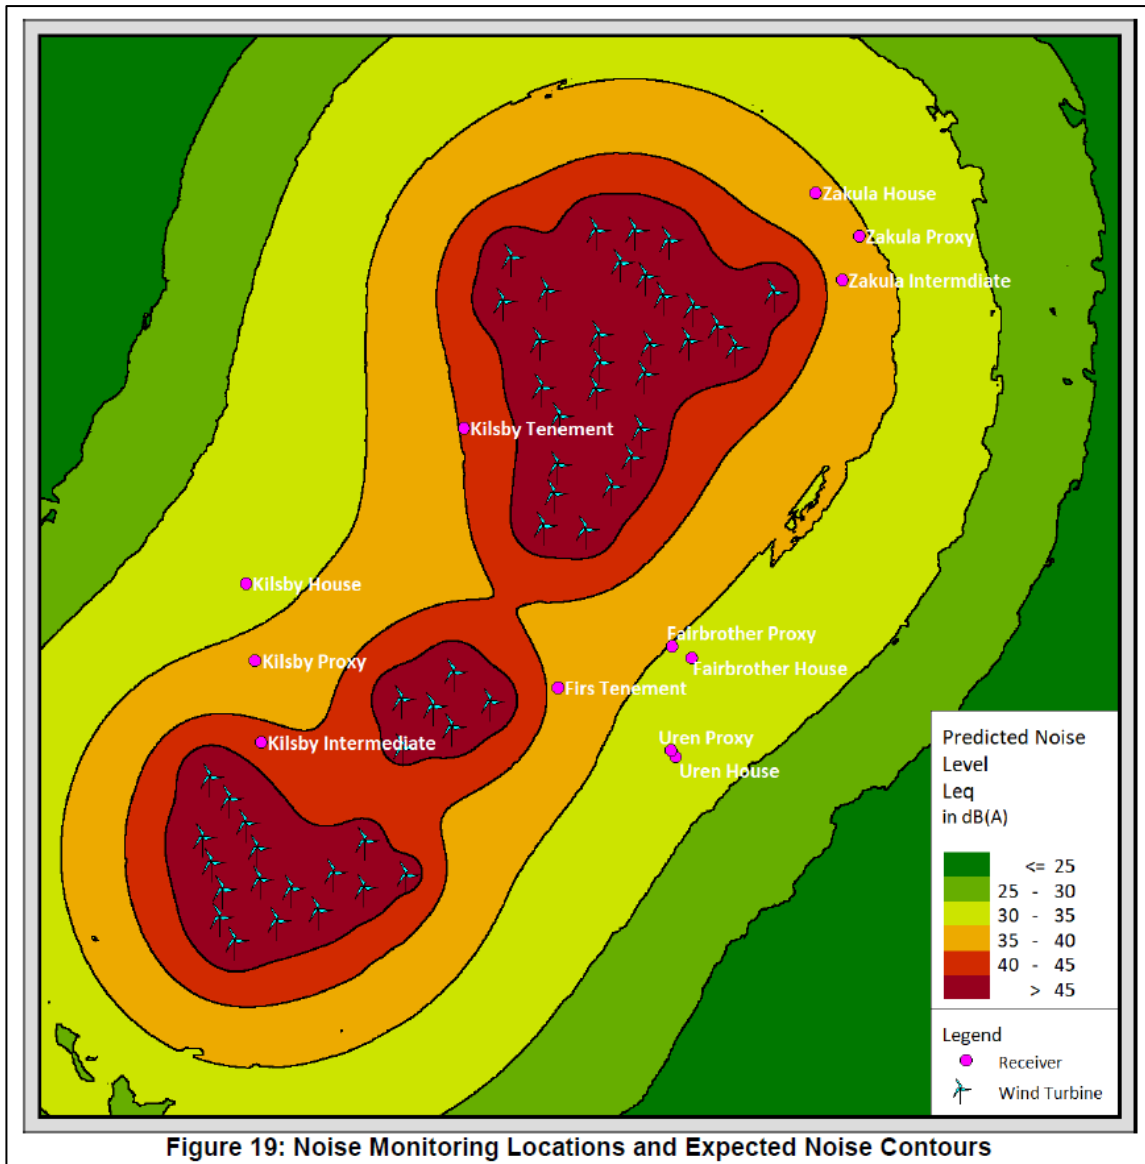 Zakula House
Zakula Proxy
Zakula Intermdiate
Kilsby Tenement
Kilsby House
Fairbrother Proxy
Kilsby Proxy
Fairbrother House
Firs Tenement
Uren Proxy
Kilsby Intermediate
Uren House
Predicted Noise
Level
Leq
in dB(A)
<= 25
25 - 30
30 - 35
35 - 40
40 - 45
> 45
Legend
Receiver
Wind Turbine
Figure 19: Noise Monitoring Locations and Expected Noise Contours